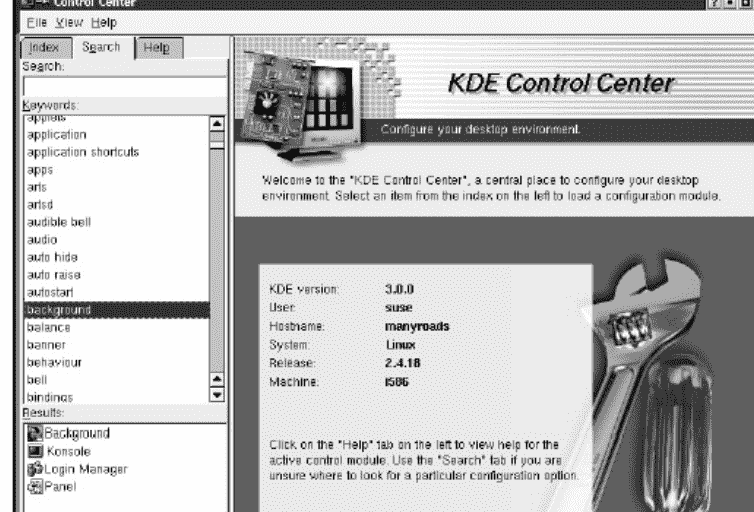 Control Center
File View Help
Index Search Help
Search:
Keywords:
applets
application
application shortcuts
apps
arts
artsd
audible bell
audio
auto hide
auto raise
autostart
background
balance
banner
behaviour
bell
bindings
Results:
Background
Konsole
Login Manager
Panel
KDE Control Center
Configure your desktop environment.
Welcome to the "KDE Control Center", a central place to configure your desktop
environment. Select an item from the index on the left to load a configuration module.
KDE version: 3.0.0
User: suse
Hostname: manyroads
System: Linux
Release: 2.4.18
Machine: i586
Click on the "Help" tab on the left to view help for the
active control module. Use the "Search" tab if you are
unsure where to look for a particular configuration option.